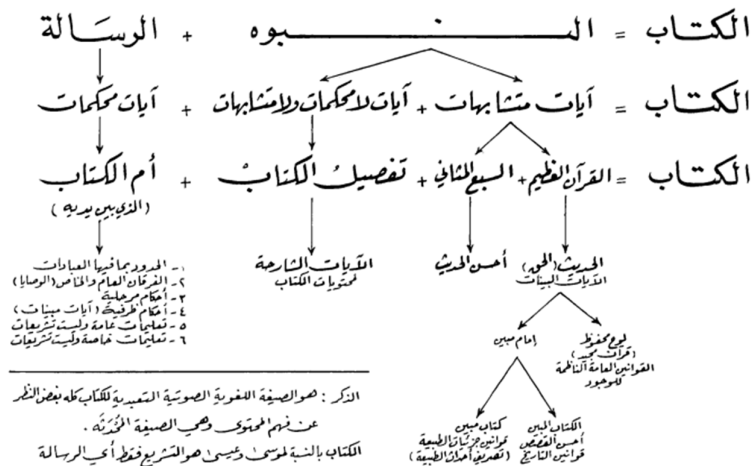 الكتاب = النبوه + الرسالة
الكتاب = آيات متشابهات + آيات لا محكمات ولا متشابهات + آيات محكمات
الكتاب = القرآن العظيم + السبع المثاني + تفصيل الكتاب + أم الكتاب
(الذي بين يديه)
الحديث (الحق)
الآيات البينات
أحسن الحديث
الآيات الشارحة
لمحتويات الكتاب
١- الحدود بما فيها العبادات
٢- الفرقان العام والخاص (الوصايا)
٣- أحكام مرحلية
٤- أحكام ظرفية (آيات مبينات)
٥- تعليمات عامة وليست تشريعات
٦- تعليمات خاصة وليست تشريعات
لوح محفوظ
(قرآن مجيد)
القوانين العامة الناظمة
للوجود
إمام مبين
الكتاب المبين
أحسن القصص
قوانين التاريخ
كتاب مبين
قوانين جزئيات الطبيعة
(تصريف أحداث الطبيعة)
الذكر : هو الصيغة اللغوية الصوتية التعبدية للكتاب كله بغض النظر
عن فهم المحتوى وهي الصيغة المُحْدَثَة .
الكتاب بالنسبة لموسى وعيسى هو التشريع فقط أي الرسالة